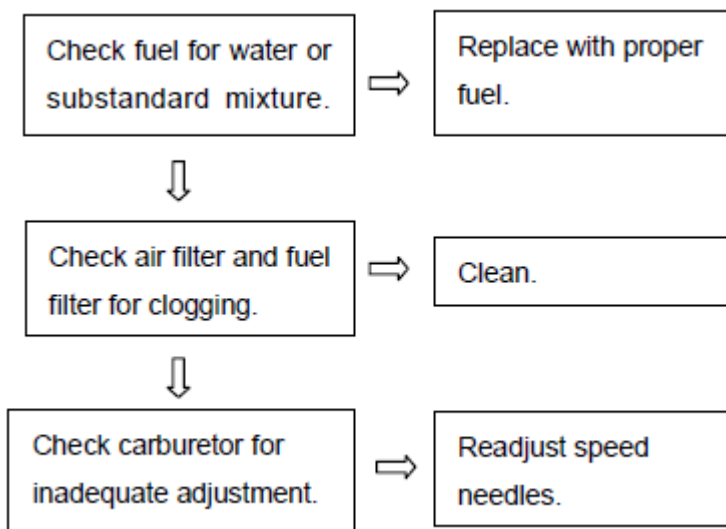 Check fuel for water or
substandard mixture.
Replace with proper
fuel.
Check air filter and fuel
filter for clogging.
Clean.
Check carburetor for
inadequate adjustment.
Readjust speed
needles.